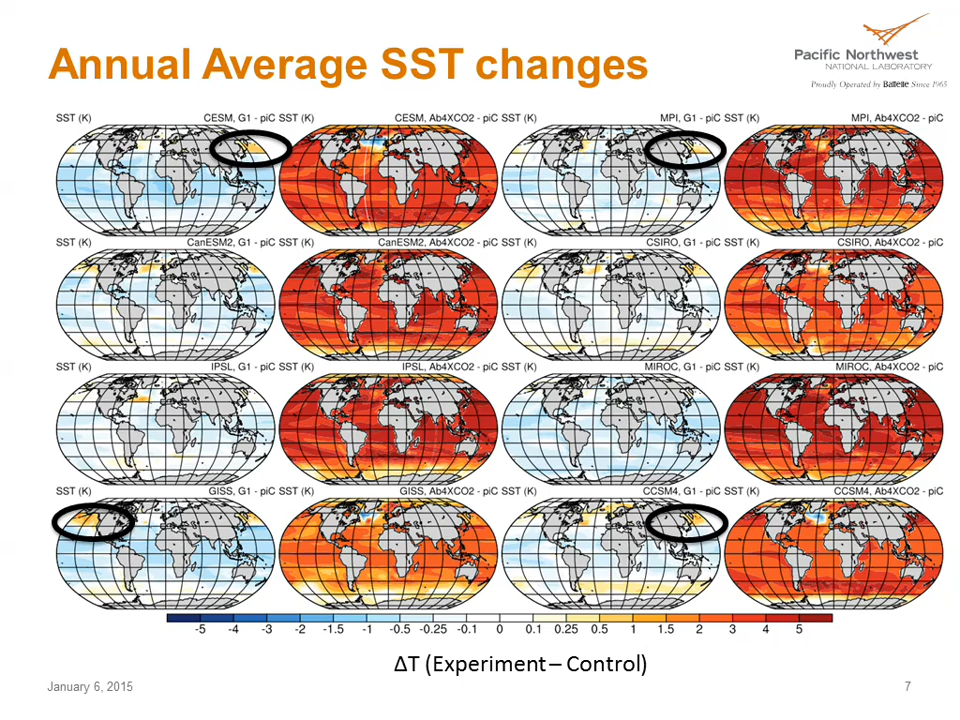 Annual Average SST changes
Pacific Northwest
NATIONAL LABORATORY
Proudly Operated by Battelle Since 1965
SST (K) CESM, G1 - piC SST (K) CESM, Ab4XCO2 - piC SST (K) MPI, G1 - piC SST (K) MPI, Ab4XCO2 - piC
SST (K) CanESM2, G1 - piC SST (K) CanESM2, Ab4XCO2 - piC SST (K) CSIRO, G1 - piC SST (K) CSIRO, Ab4XCO2 - piC
SST (K) IPSL, G1 - piC SST (K) IPSL, Ab4XCO2 - piC SST (K) MIROC, G1 - piC SST (K) MIROC, Ab4XCO2 - piC
SST (K) GISS, G1 - piC SST (K) GISS, Ab4XCO2 - piC SST (K) CCSM4, G1 - piC SST (K) CCSM4, Ab4XCO2 - piC
-5 -4 -3 -2 -1.5 -1 -0.5 -0.25 -0.1 0 0.1 0.25 0.5 1 1.5 2 3 4 5
ΔT (Experiment – Control)
January 6, 2015 7